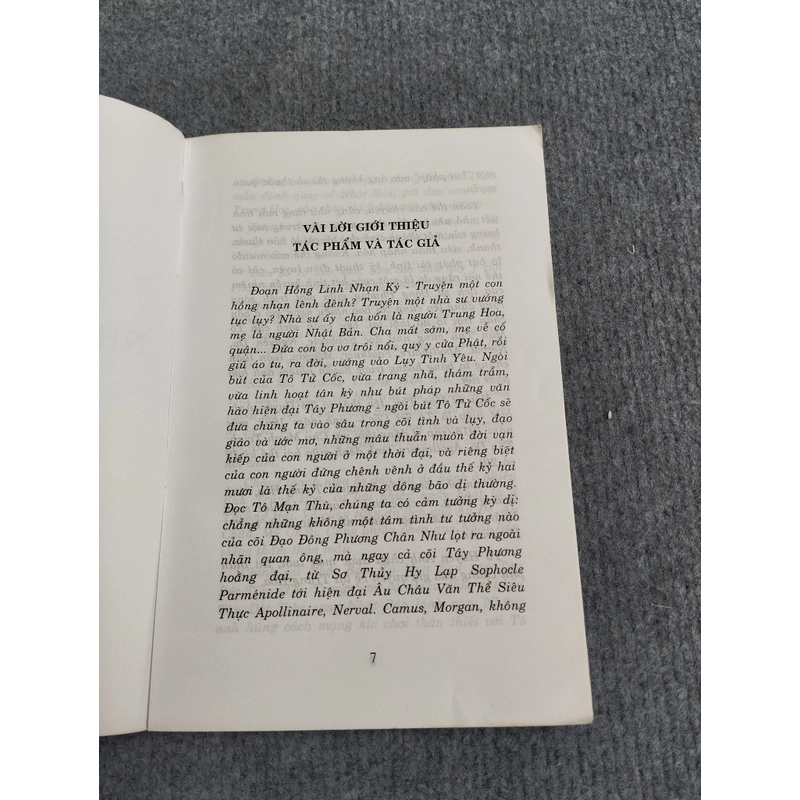 VÀI LỜI GIỚI THIỆU
TÁC PHẨM VÀ TÁC GIẢ
Đoạn Hồng Linh Nhạn Ký - Truyện một con
hồng nhạn lênh đênh? Truyện một nhà sư vướng
tục lụy? Nhà sư ấy cha vốn là người Trung Hoa,
mẹ là người Nhật Bản. Cha mất sớm, mẹ về cố
quận... Đứa con bơ vơ trôi nổi, quy y cửa Phật, rồi
giũ áo tu, ra đời, vướng vào Lụy Tình Yêu. Ngòi
bút của Tô Tử Cốc, vừa trang nhã, thâm trầm,
vừa linh hoạt tân kỳ như bút pháp những văn
hào hiện đại Tây Phương - ngòi bút Tô Tử Cốc sẽ
đưa chúng ta vào sâu trong cõi tình và lụy, đạo
giáo và ước mơ, những mâu thuẫn muôn đời vạn
kiếp của con người ở một thời đại, và riêng biệt
của con người đứng chênh vênh ở đầu thế kỷ hai
mươi là thế kỷ của những dông bão dị thường.
Đọc Tô Mạn Thù, chúng ta có cảm tưởng kỳ dị:
chẳng những không một tâm tình tư tưởng nào
của cõi Đạo Đông Phương Chân Như lọt ra ngoài
nhãn quan ông, mà ngay cả cõi Tây Phương
hoằng đại, từ Sơ Thủy Hy Lạp Sophocle
Parménide tới hiện đại Âu Châu Văn Thể Siêu
Thực Apollinaire, Nerval. Camus, Morgan, không
7